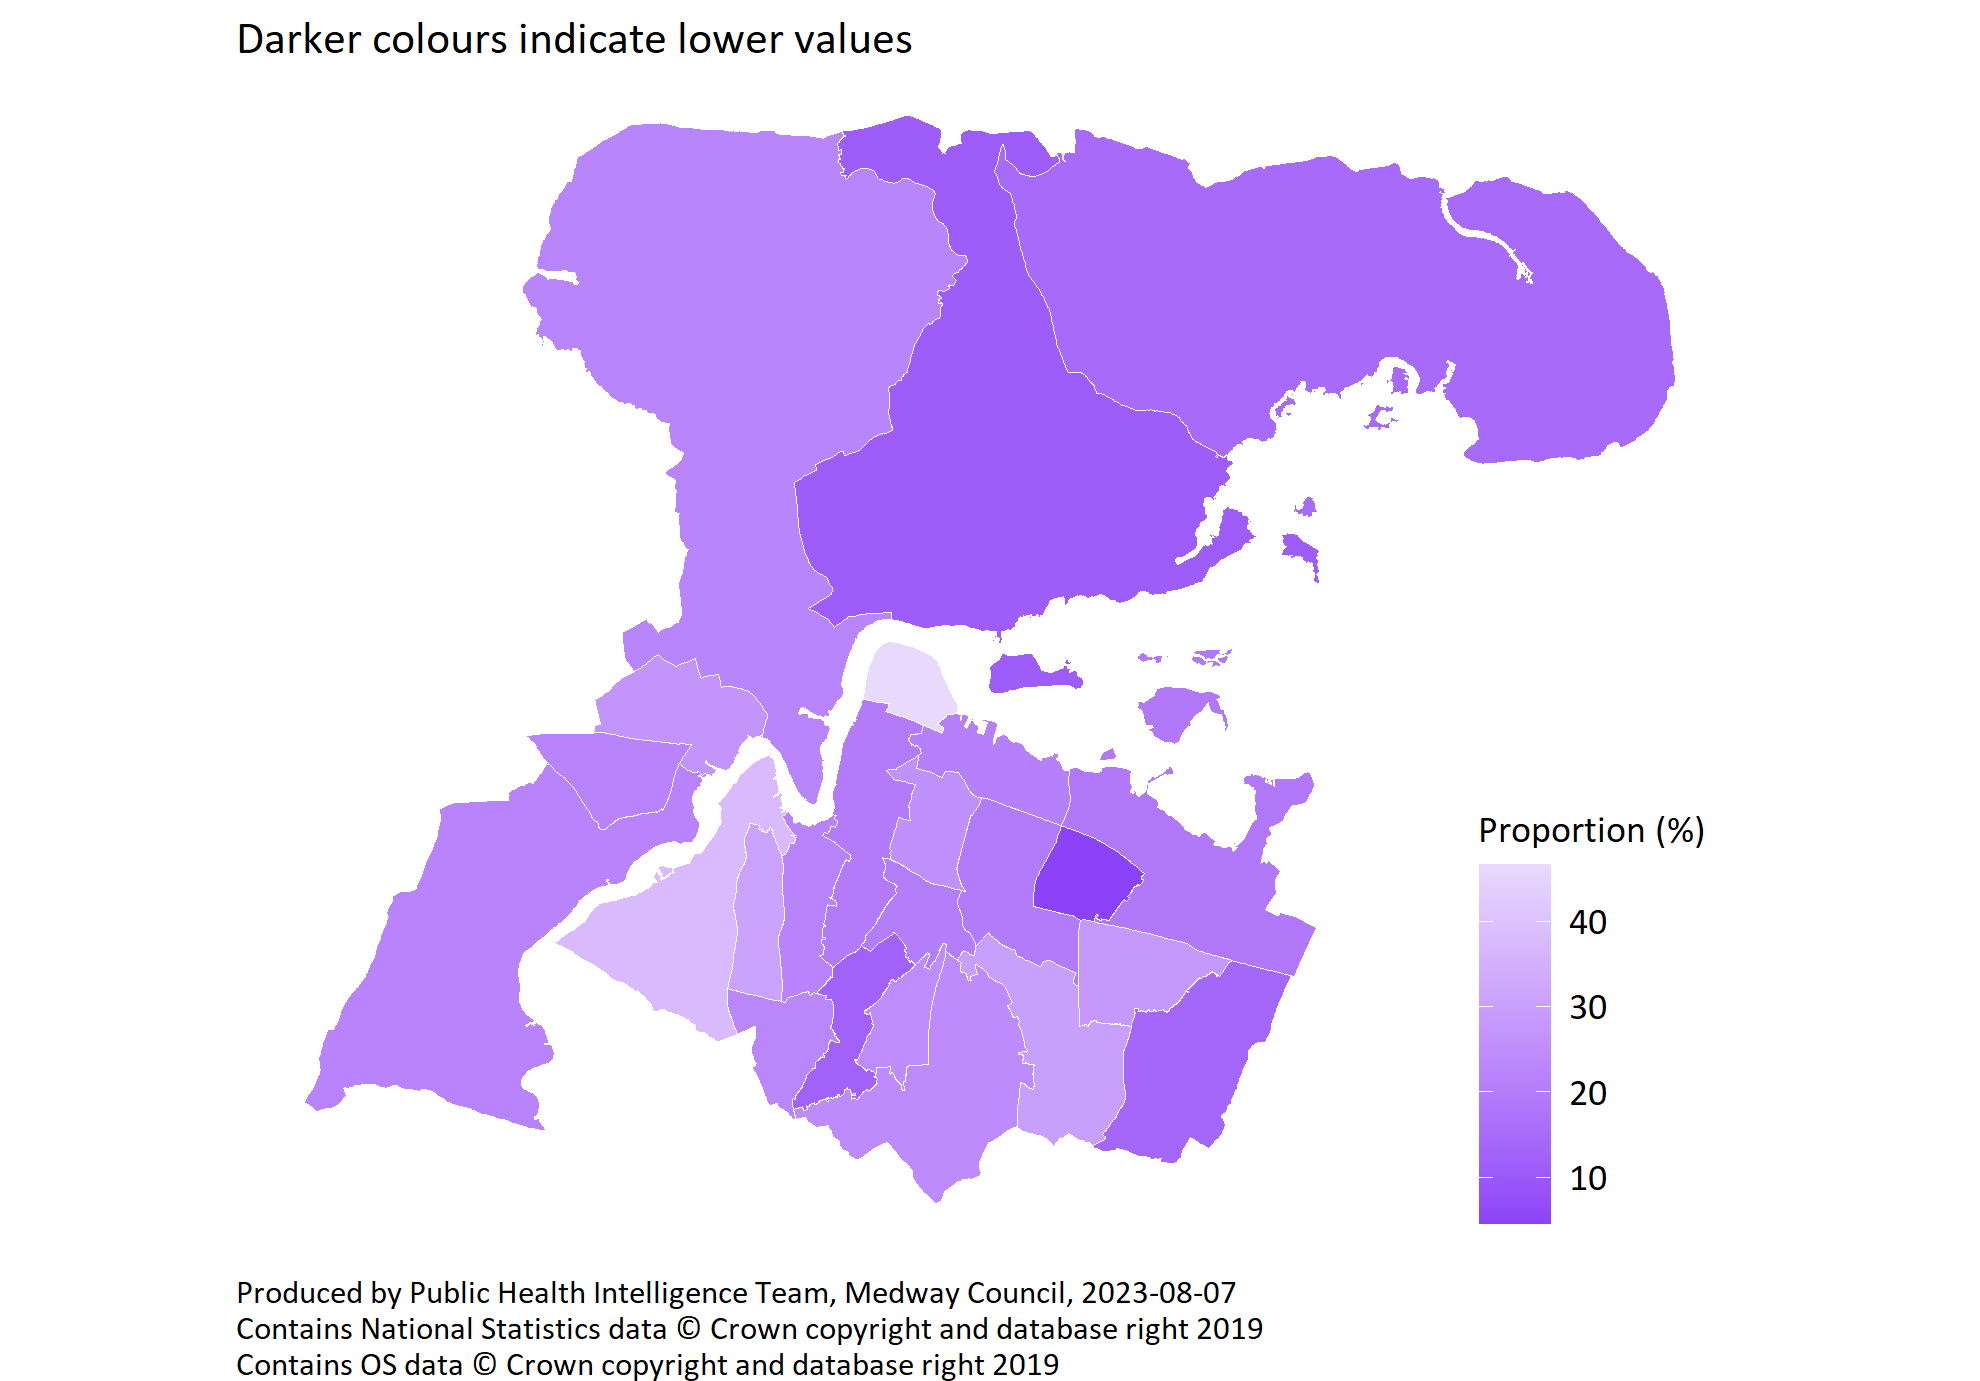 Darker colours indicate lower values
Proportion (%)
40
30
20
10
Produced by Public Health Intelligence Team, Medway Council, 2023-08-07
Contains National Statistics data © Crown copyright and database right 2019
Contains OS data © Crown copyright and database right 2019